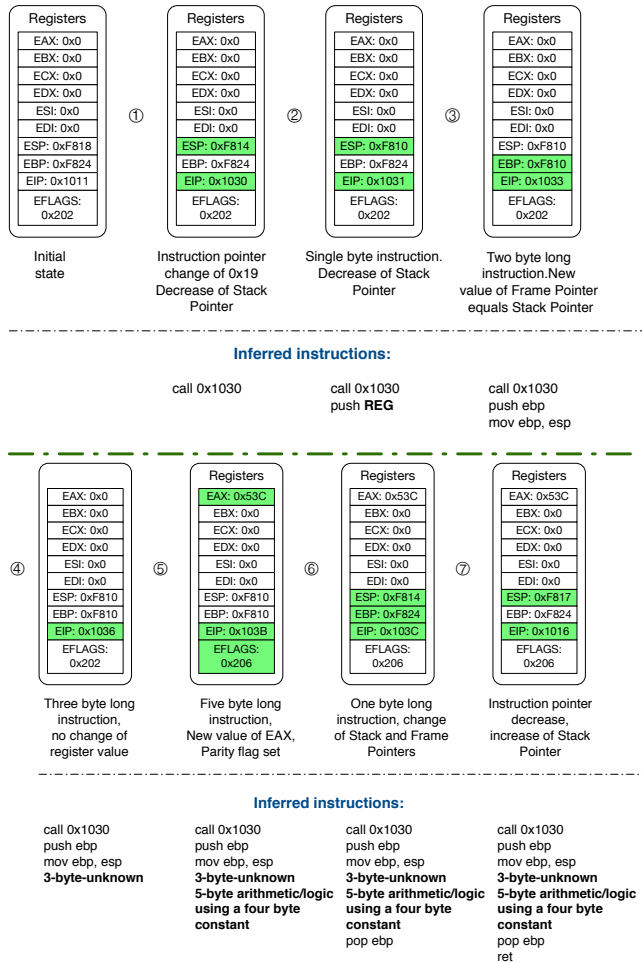 Registers
EAX: 0x0
EBX: 0x0
ECX: 0x0
EDX: 0x0
ESI: 0x0
EDI: 0x0
ESP: 0xF818
EBP: 0xF824
EIP: 0x1011
EFLAGS:
0x202
Initial
state
①
Registers
EAX: 0x0
EBX: 0x0
ECX: 0x0
EDX: 0x0
ESI: 0x0
EDI: 0x0
ESP: 0xF814
EBP: 0xF824
EIP: 0x1030
EFLAGS:
0x202
Instruction pointer
change of 0x19
Decrease of Stack
Pointer
②
Registers
EAX: 0x0
EBX: 0x0
ECX: 0x0
EDX: 0x0
ESI: 0x0
EDI: 0x0
ESP: 0xF810
EBP: 0xF824
EIP: 0x1031
EFLAGS:
0x202
Single byte instruction.
Decrease of Stack
Pointer
③
Registers
EAX: 0x0
EBX: 0x0
ECX: 0x0
EDX: 0x0
ESI: 0x0
EDI: 0x0
ESP: 0xF810
EBP: 0xF810
EIP: 0x1033
EFLAGS:
0x202
Two byte long
instruction.New
value of Frame Pointer
equals Stack Pointer
Inferred instructions:
call 0x1030
call 0x1030
push REG
call 0x1030
push ebp
mov ebp, esp
④
Registers
EAX: 0x0
EBX: 0x0
ECX: 0x0
EDX: 0x0
ESI: 0x0
EDI: 0x0
ESP: 0xF810
EBP: 0xF810
EIP: 0x1036
EFLAGS:
0x202
Three byte long
instruction,
no change of
register value
⑤
Registers
EAX: 0x53C
EBX: 0x0
ECX: 0x0
EDX: 0x0
ESI: 0x0
EDI: 0x0
ESP: 0xF810
EBP: 0xF810
EIP: 0x103B
EFLAGS:
0x206
Five byte long
instruction,
New value of EAX,
Parity flag set
⑥
Registers
EAX: 0x53C
EBX: 0x0
ECX: 0x0
EDX: 0x0
ESI: 0x0
EDI: 0x0
ESP: 0xF814
EBP: 0xF824
EIP: 0x103C
EFLAGS:
0x206
One byte long
instruction, change
of Stack and Frame
Pointers
⑦
Registers
EAX: 0x53C
EBX: 0x0
ECX: 0x0
EDX: 0x0
ESI: 0x0
EDI: 0x0
ESP: 0xF817
EBP: 0xF824
EIP: 0x1016
EFLAGS:
0x206
Instruction pointer
decrease,
increase of Stack
Pointer
Inferred instructions:
call 0x1030
push ebp
mov ebp, esp
3-byte-unknown
call 0x1030
push ebp
mov ebp, esp
3-byte-unknown
5-byte arithmetic/logic
using a four byte
constant
call 0x1030
push ebp
mov ebp, esp
3-byte-unknown
5-byte arithmetic/logic
using a four byte
constant
pop ebp
call 0x1030
push ebp
mov ebp, esp
3-byte-unknown
5-byte arithmetic/logic
using a four byte
constant
pop ebp
ret